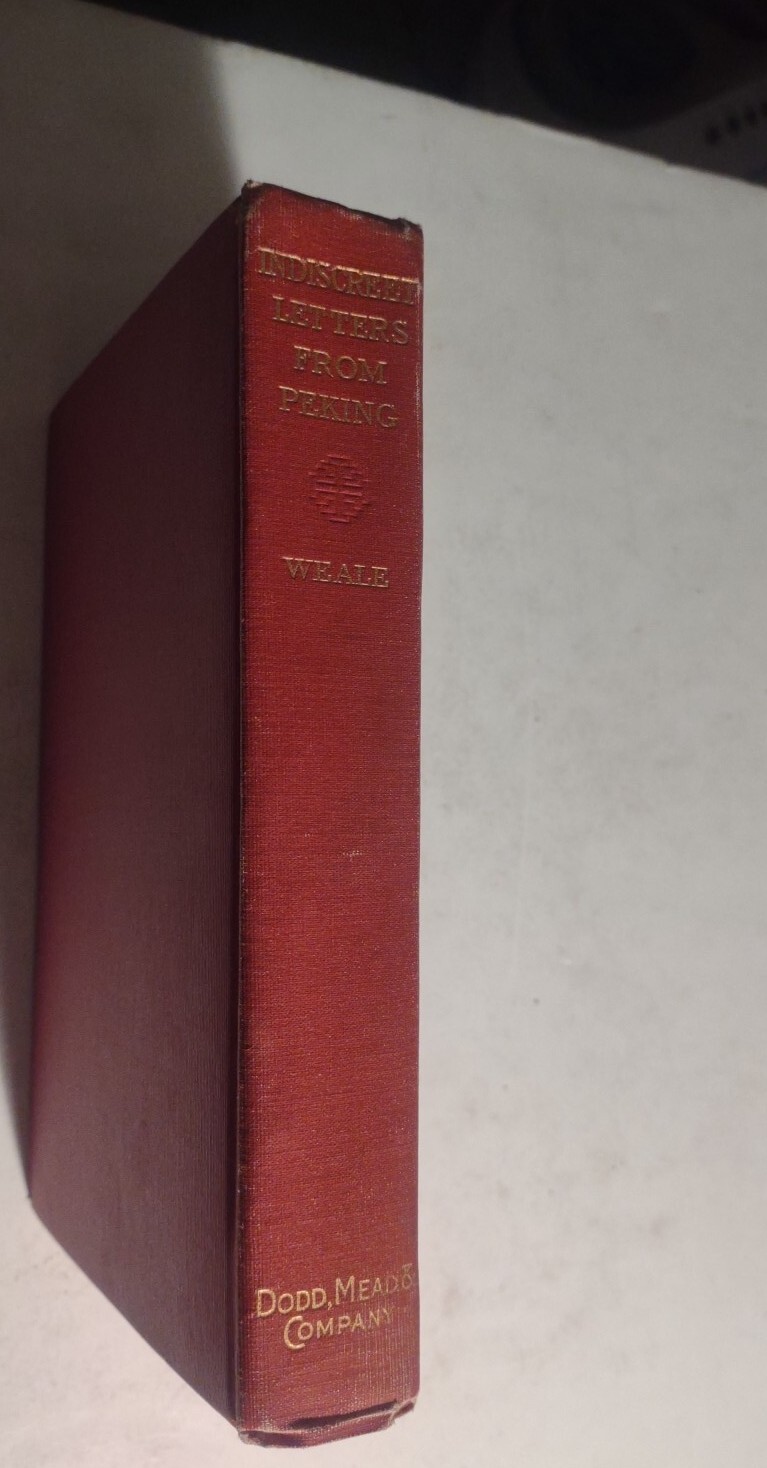 INDISCREET
LETTERS
FROM
PEKING
WEALE
DODD, MEAD &
COMPANY